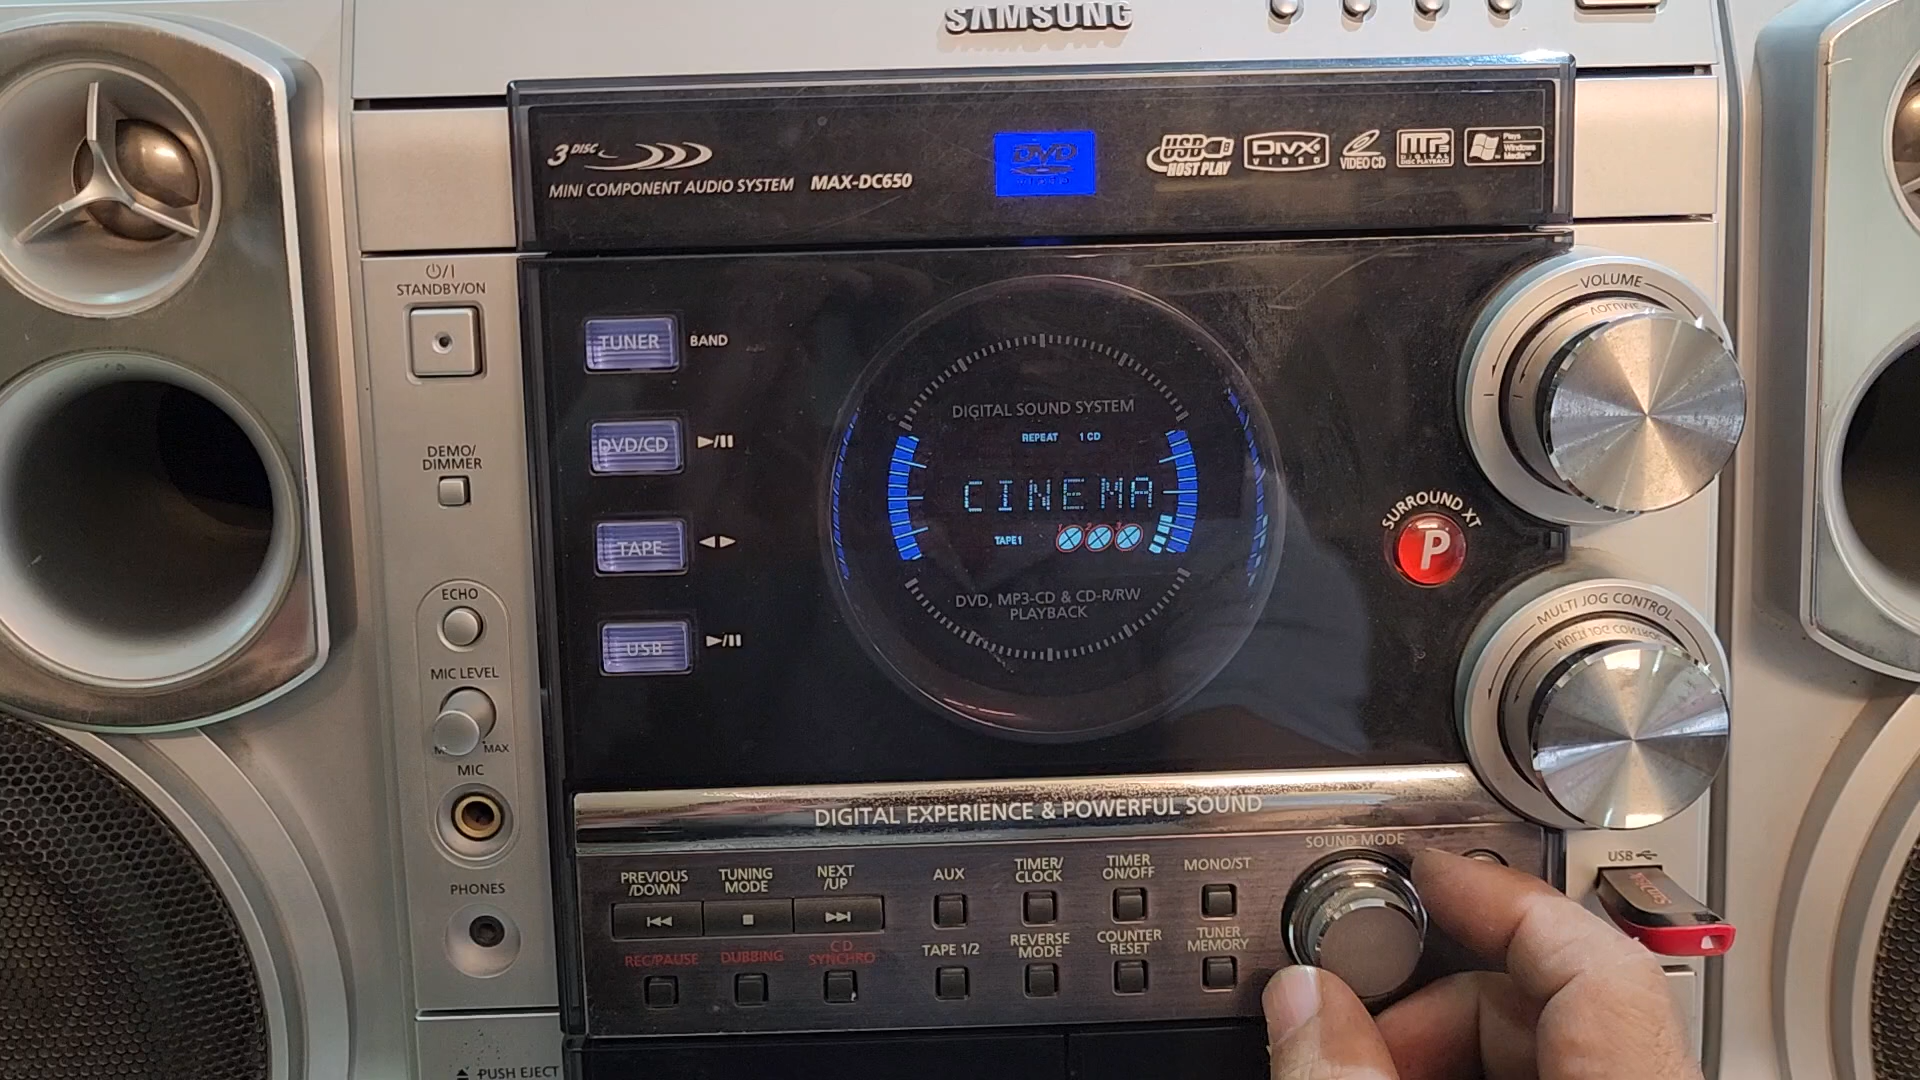 SAMSUNG
3 DISC
MINI COMPONENT AUDIO SYSTEM MAX-DC650
DVD
USB HOST PLAY
DIVX VIDEO
VIDEO CD
MP3 DIGITAL DISC PLAYBACK
Plays Windows Media™
⏻/I
STANDBY/ON
DEMO/
DIMMER
ECHO
MIC LEVEL
MAX
MIC
PHONES
PUSH EJECT
TUNER BAND
DVD/CD
TAPE
USB
DIGITAL SOUND SYSTEM
REPEAT 1 CD
CINEMA
TAPE1
DVD, MP3-CD & CD-R/RW
PLAYBACK
VOLUME
SURROUND XT
P
MULTI JOG CONTROL
DIGITAL EXPERIENCE & POWERFUL SOUND
SOUND MODE
USB
PREVIOUS
/DOWN
TUNING
MODE
NEXT
/UP
AUX
TIMER/
CLOCK
TIMER
ON/OFF
MONO/ST
REC/PAUSE
DUBBING
CD
SYNCHRO
TAPE 1/2
REVERSE
MODE
COUNTER
RESET
TUNER
MEMORY